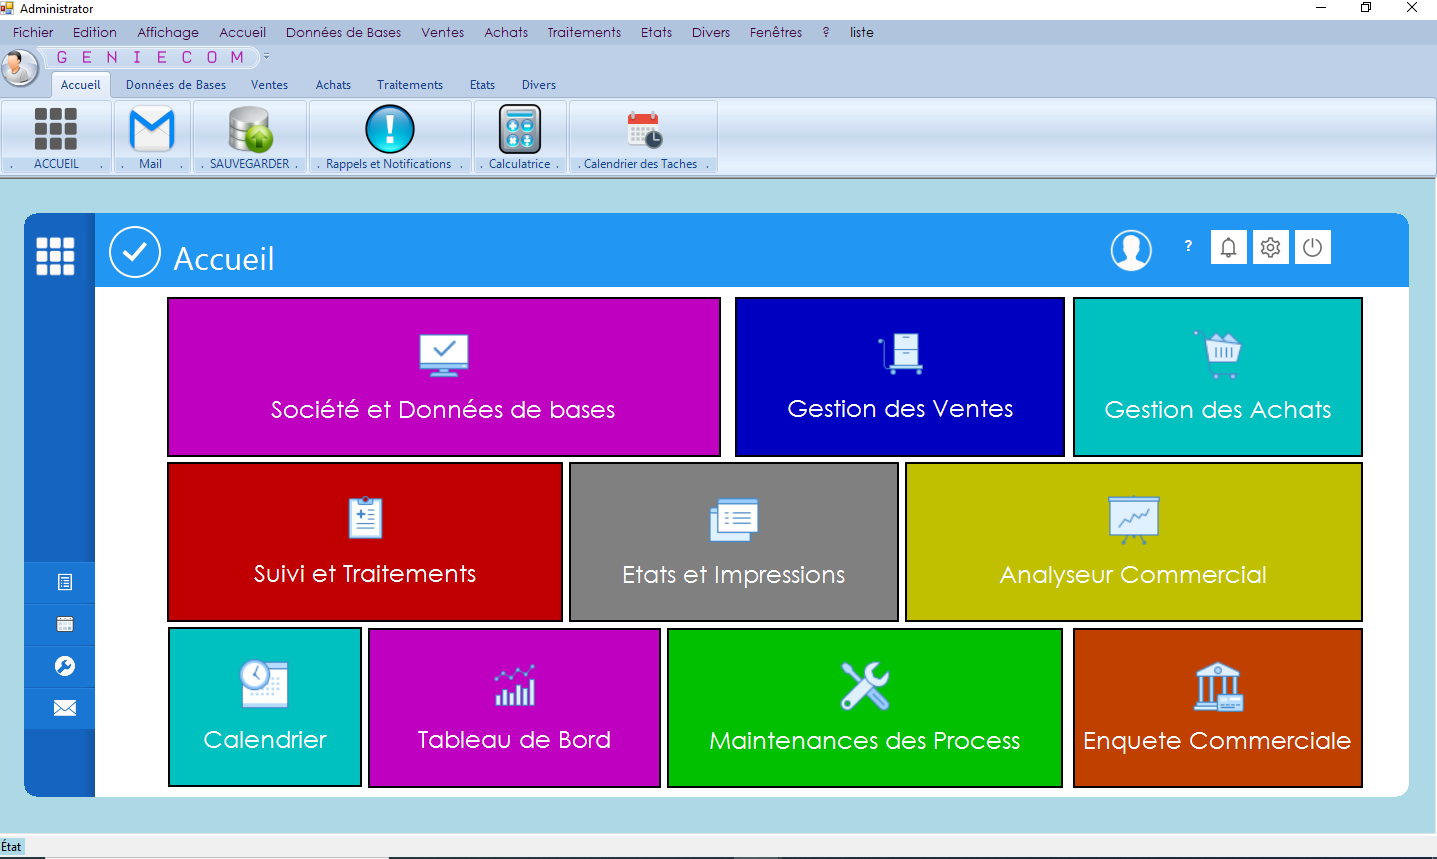 Administrator
Fichier Edition Affichage Accueil Données de Bases Ventes Achats Traitements Etats Divers Fenêtres ? liste
G E N I E C O M
Accueil Données de Bases Ventes Achats Traitements Etats Divers
. ACCUEIL . . Mail . . SAUVEGARDER . . Rappels et Notifications . . Calculatrice . . Calendrier des Taches .
Accueil ?
Société et Données de bases Gestion des Ventes Gestion des Achats
Suivi et Traitements Etats et Impressions Analyseur Commercial
Calendrier Tableau de Bord Maintenances des Process Enquete Commerciale
État